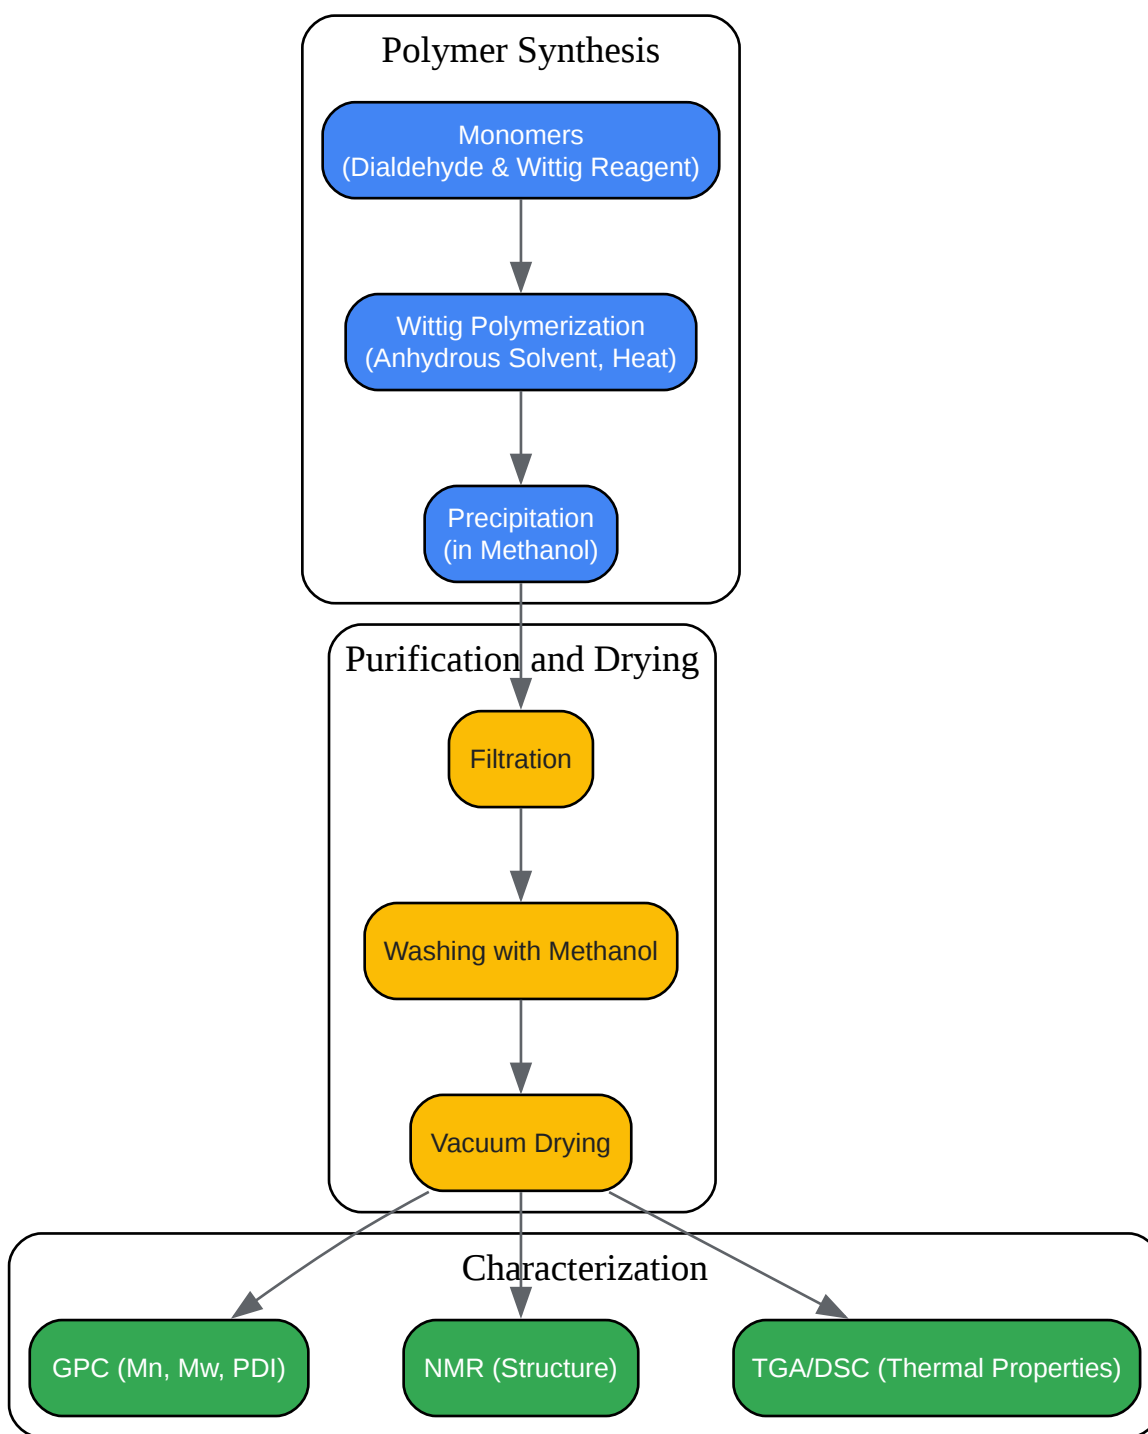 Polymer Synthesis
Monomers
(Dialdehyde & Wittig Reagent)
Wittig Polymerization
(Anhydrous Solvent, Heat)
Precipitation
(in Methanol)
Purification and Drying
Filtration
Washing with Methanol
Vacuum Drying
Characterization
GPC (Mn, Mw, PDI)
NMR (Structure)
TGA/DSC (Thermal Properties)